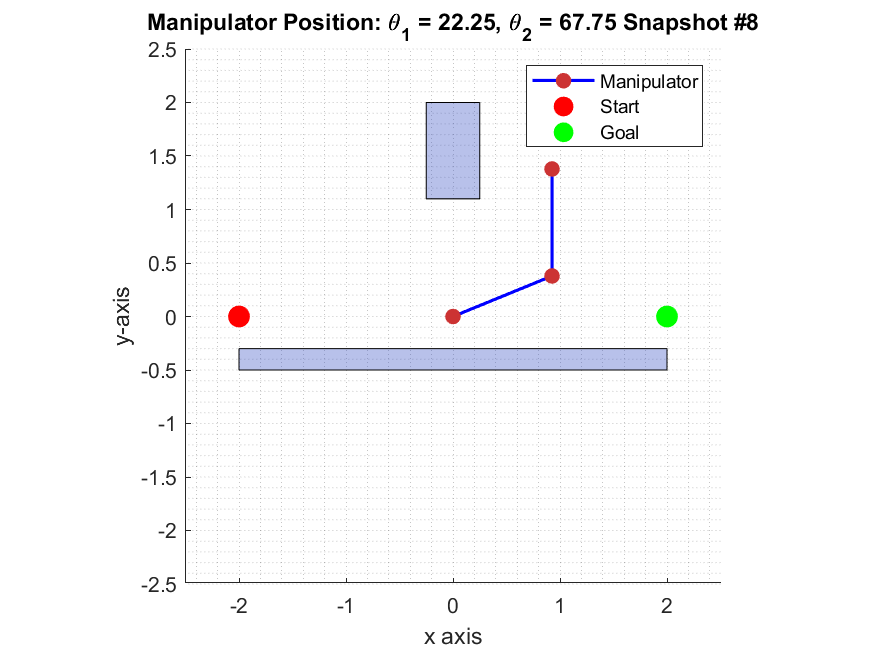 Manipulator Position: θ1 = 22.25, θ2 = 67.75 Snapshot #8
2.5
2
1.5
1
0.5
0
-0.5
-1
-1.5
-2
-2.5
Manipulator
Start
Goal
y-axis
-2 -1 0 1 2
x axis